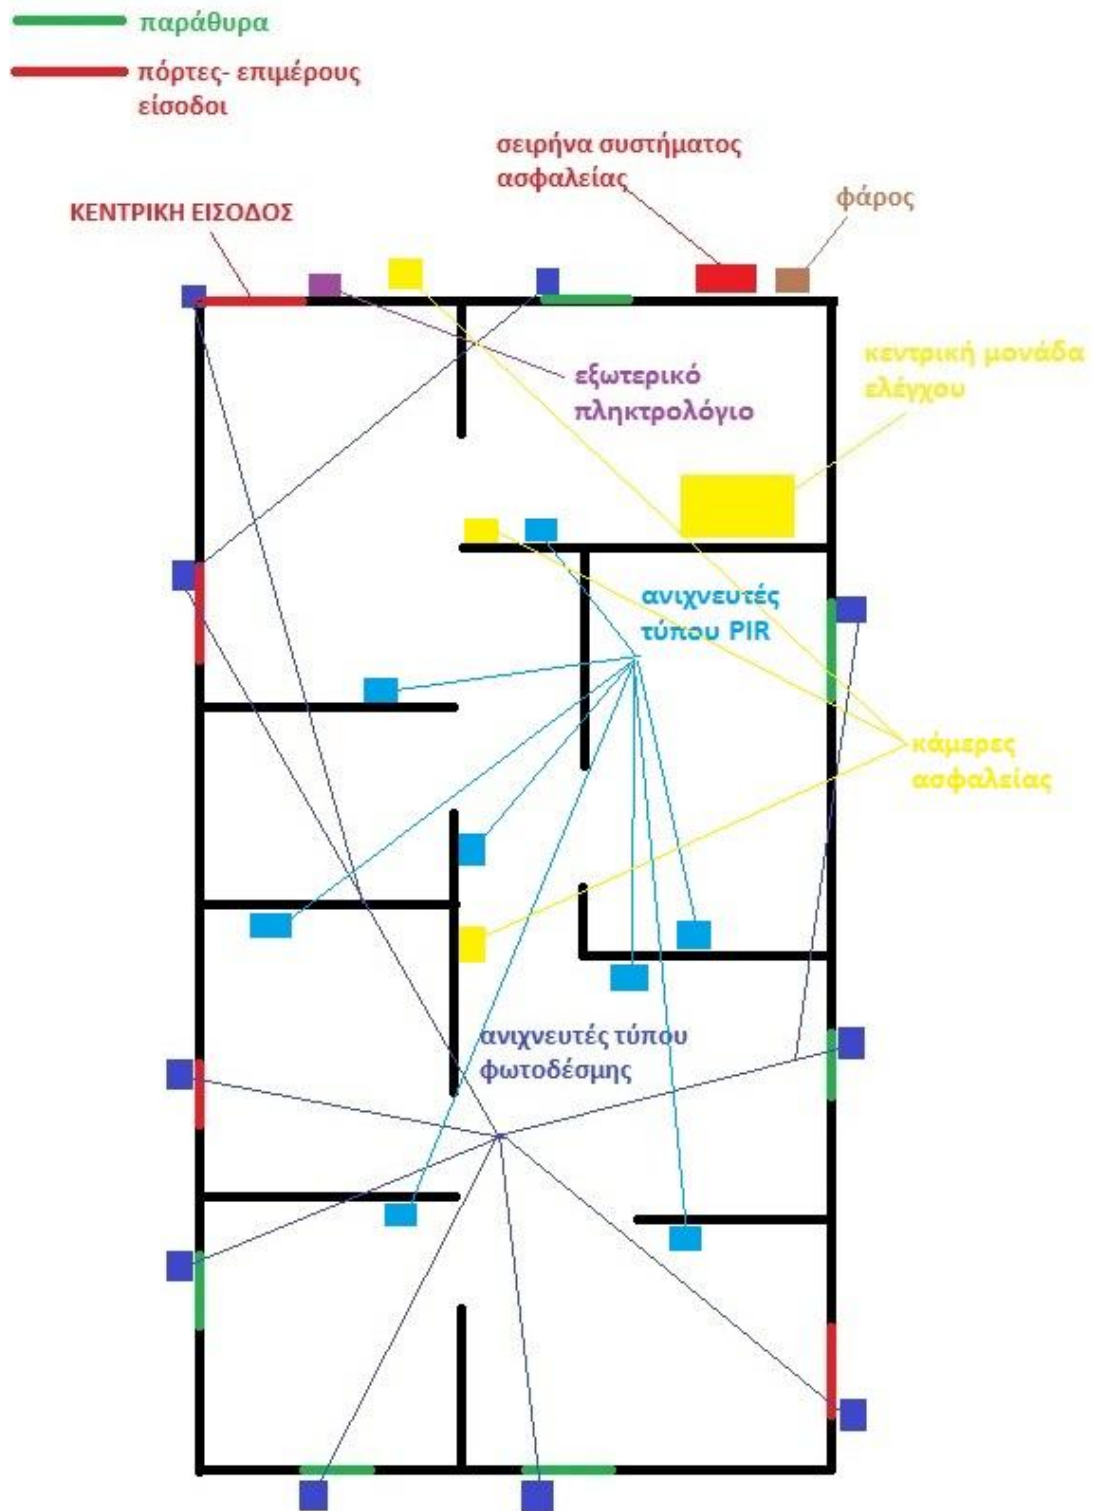 παράθυρα
πόρτες- επιμέρους
είσοδοι
σειρήνα συστήματος
ασφαλείας
φάρος
ΚΕΝΤΡΙΚΗ ΕΙΣΟΔΟΣ
κεντρική μονάδα
ελέγχου
εξωτερικό
πληκτρολόγιο
ανιχνευτές
τύπου PIR
κάμερες
ασφαλείας
ανιχνευτές τύπου
φωτοδέσμης